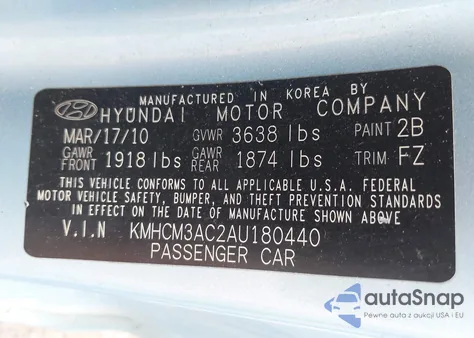 MANUFACTURED IN KOREA BY
HYUNDAI MOTOR COMPANY
MAR/17/10 GVWR 3638 lbs PAINT 2B
GAWR FRONT 1918 lbs GAWR REAR 1874 lbs TRIM FZ
THIS VEHICLE CONFORMS TO ALL APPLICABLE U.S.A. FEDERAL
MOTOR VEHICLE SAFETY, BUMPER, AND THEFT PREVENTION STANDARDS
IN EFFECT ON THE DATE OF MANUFACTURE SHOWN ABOVE
V.I.N KMHCM3AC2AU180440
PASSENGER CAR
autoSnap
Pewne auta z aukcji USA i EU